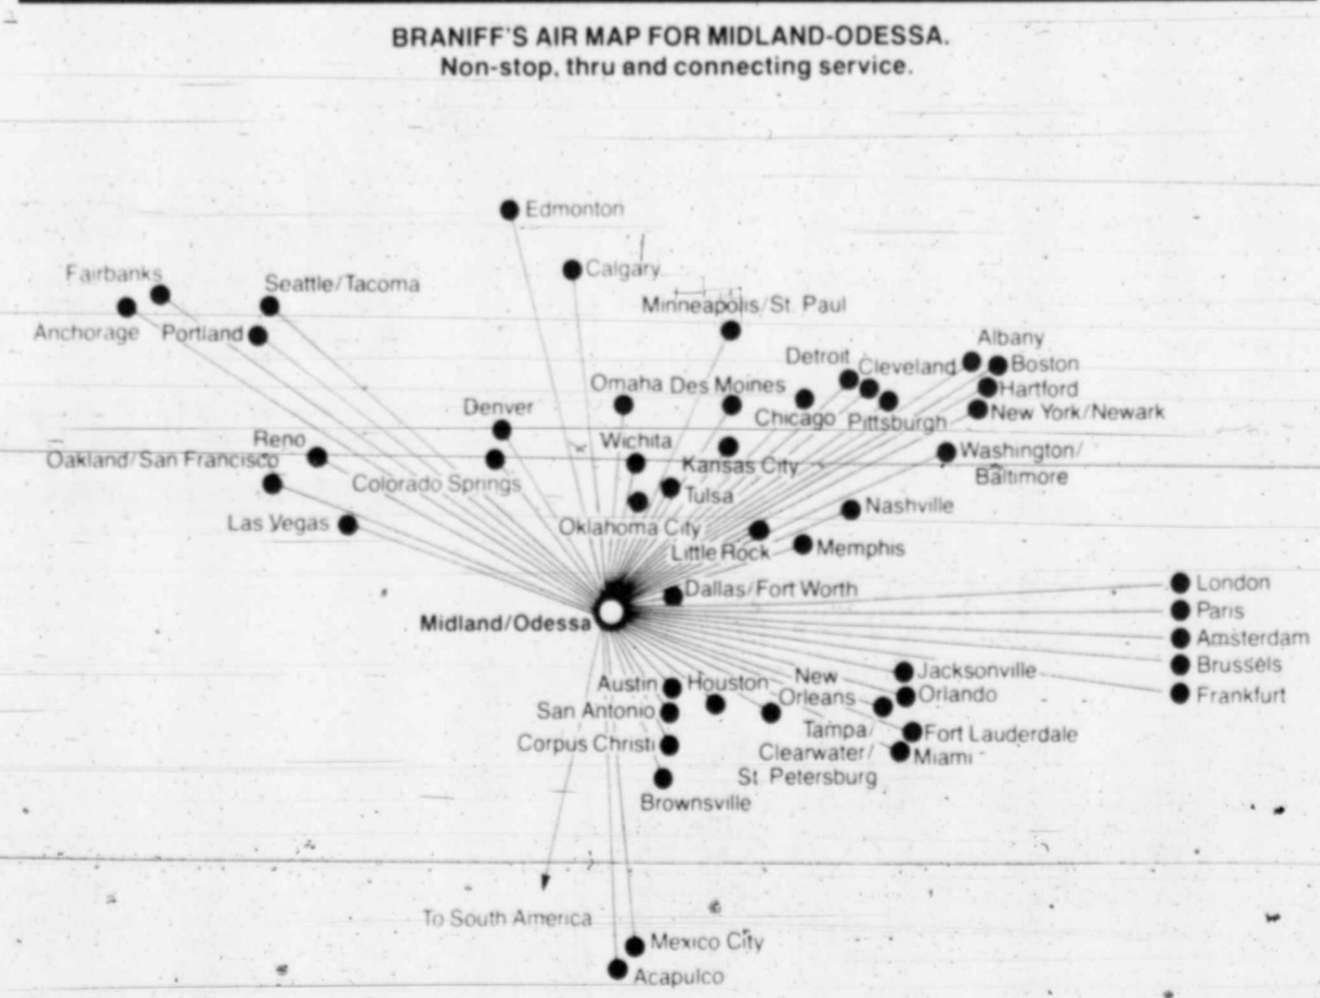 BRANIFF'S AIR MAP FOR MIDLAND-ODESSA.
Non-stop, thru and connecting service.
Edmonton
Calgary
Fairbanks
Seattle/Tacoma
Minneapolis/St. Paul
Anchorage
Portland
Albany
Detroit
Cleveland
Boston
Omaha
Des Moines
Hartford
Chicago
Pittsburgh
New York/Newark
Denver
Reno
Wichita
Oakland/San Francisco
Kansas City
Washington/
Baltimore
Colorado Springs
Tulsa
Las Vegas
Oklahoma City
Nashville
Little Rock
Memphis
Dallas/Fort Worth
London
Midland/Odessa
Paris
Amsterdam
Brussels
Frankfurt
Austin
Houston
New
Orleans
Jacksonville
Orlando
San Antonio
Corpus Christi
Tampa/
Clearwater/
St. Petersburg
Fort Lauderdale
Miami
Brownsville
To South America
Mexico City
Acapulco